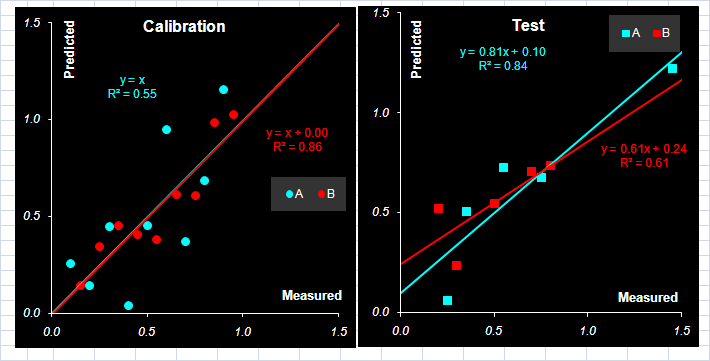 Calibration
Predicted
1.5
1.0
0.5
0.0
y = x
R² = 0.55
y = x + 0.00
R² = 0.86
A B
Measured
0.0 0.5 1.0 1.5
Test
Predicted
1.5
1.0
0.5
0.0
A B
y = 0.81x + 0.10
R² = 0.84
y = 0.61x + 0.24
R² = 0.61
Measured
0.0 0.5 1.0 1.5